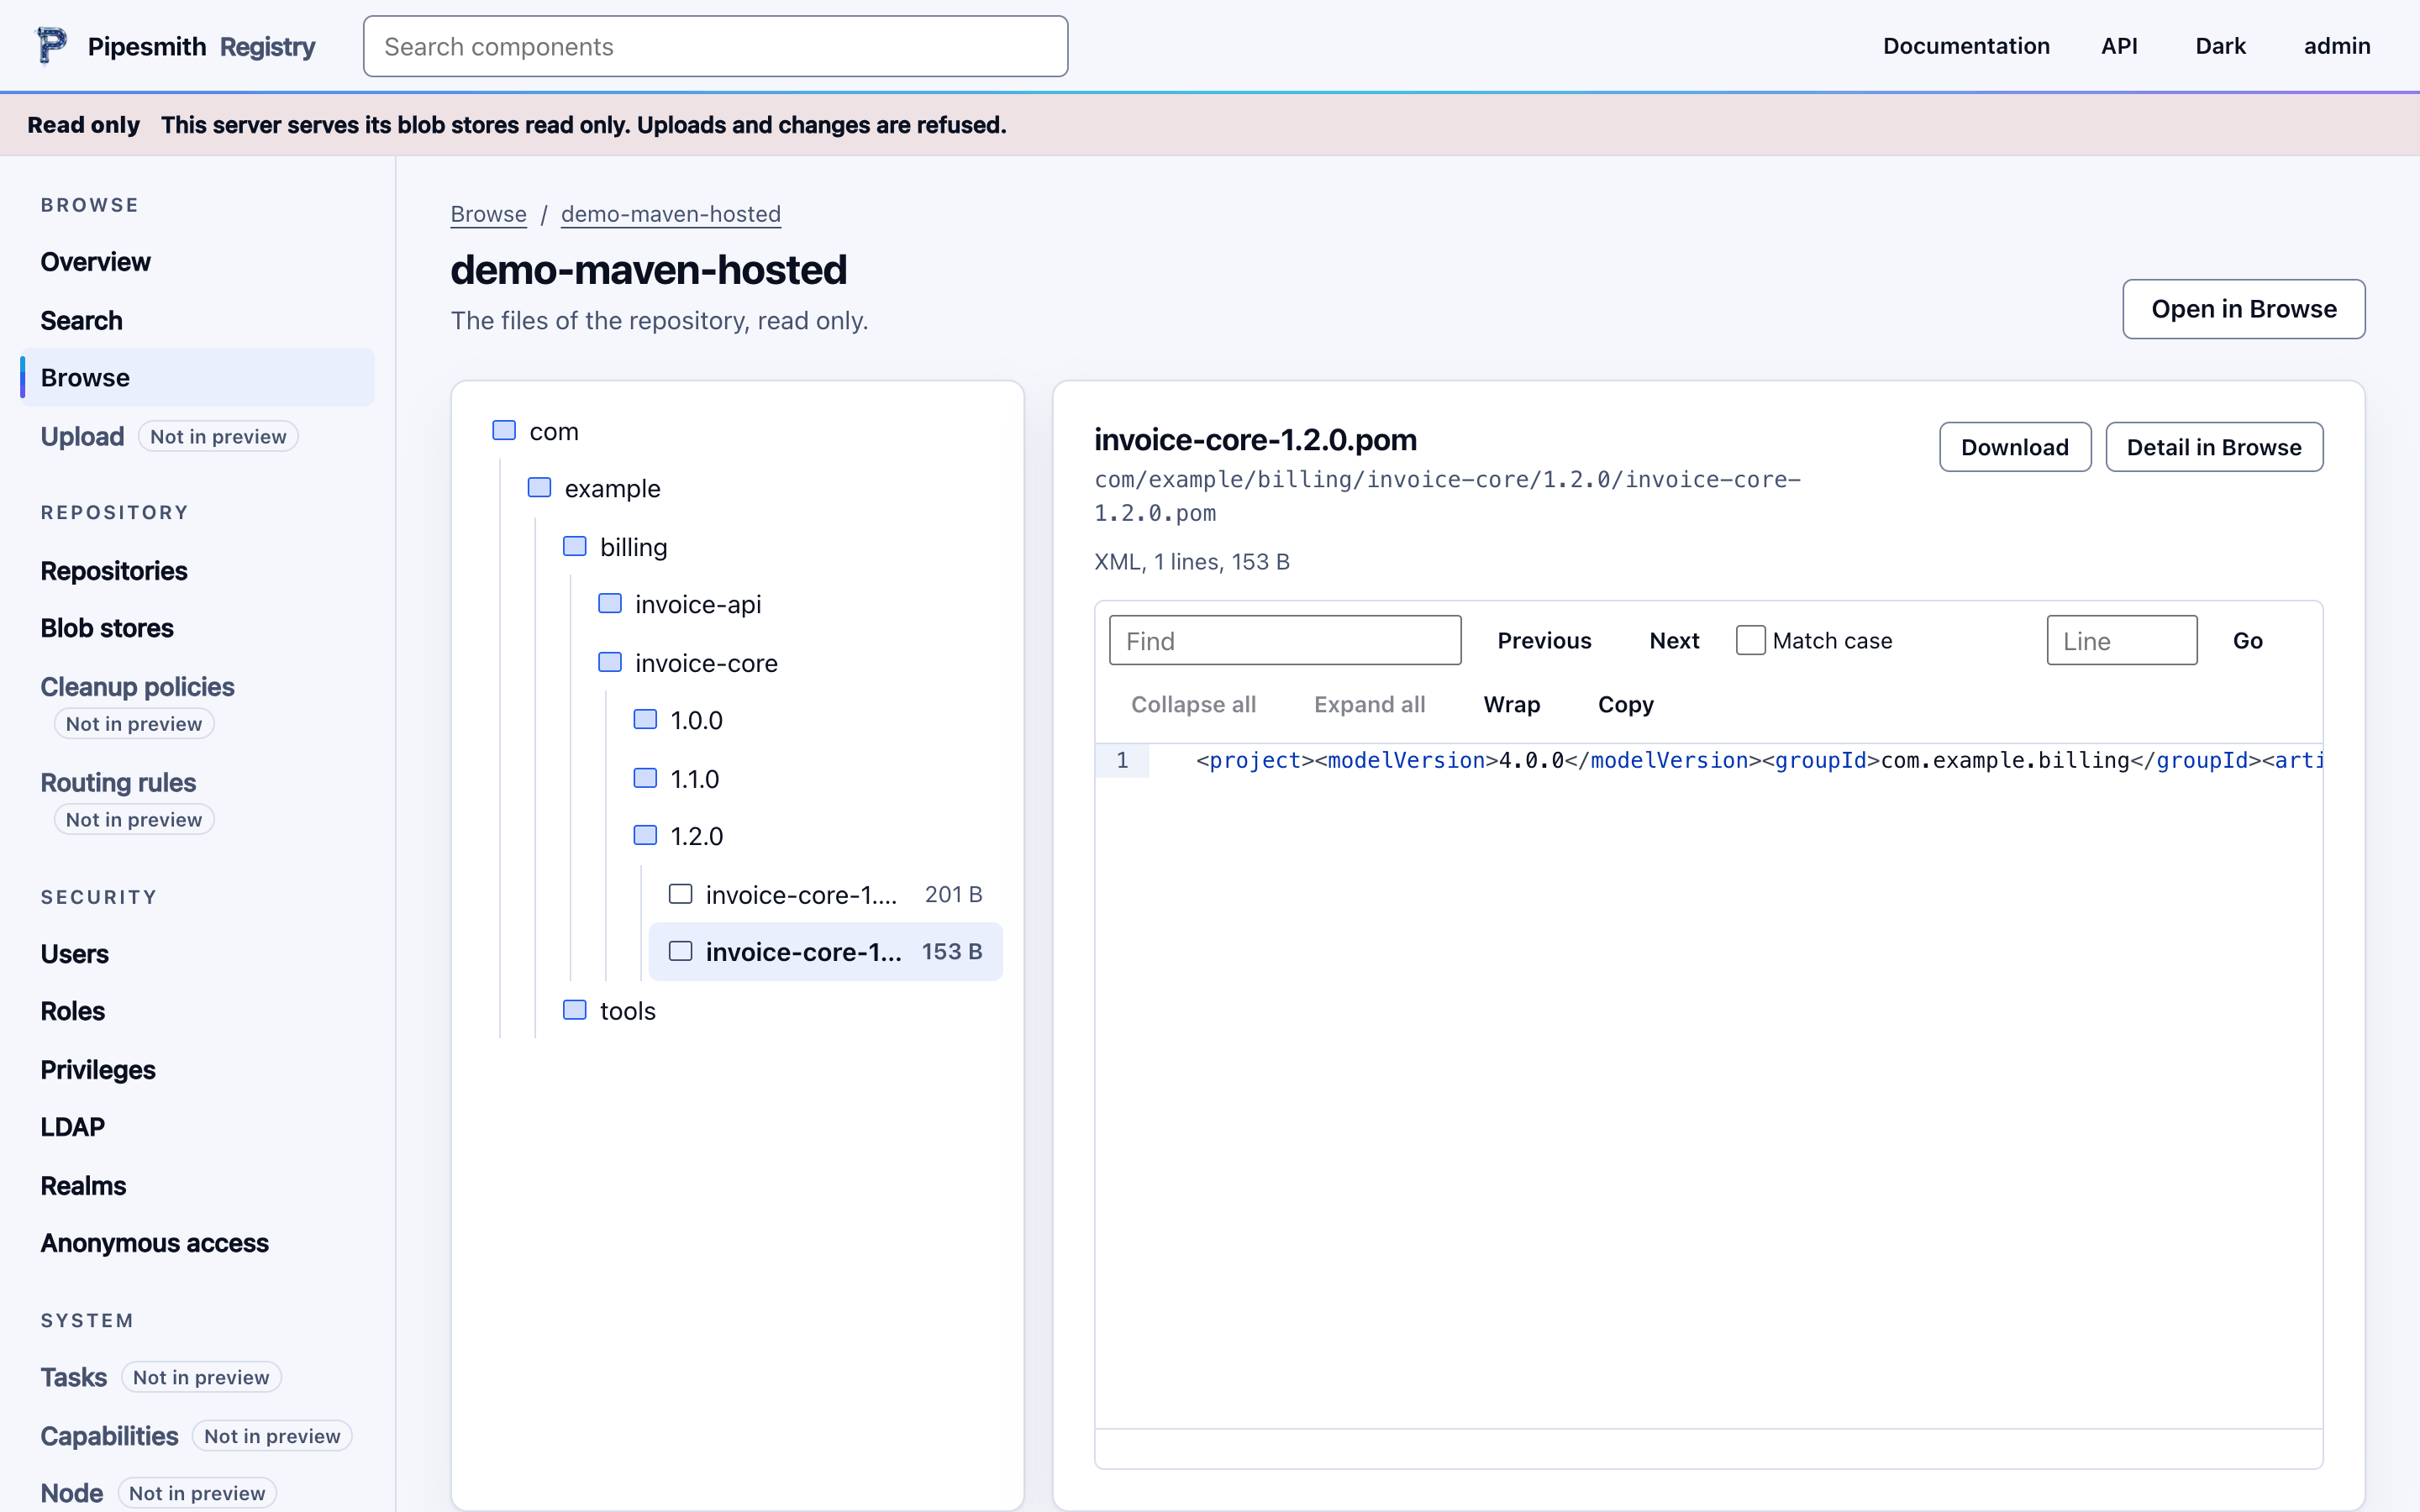 Pipesmith Registry
Search components
Documentation
API
Dark
admin
Read only This server serves its blob stores read only. Uploads and changes are refused.
BROWSE
Overview
Search
Browse
Upload Not in preview
REPOSITORY
Repositories
Blob stores
Cleanup policies
Not in preview
Routing rules
Not in preview
SECURITY
Users
Roles
Privileges
LDAP
Realms
Anonymous access
SYSTEM
Tasks Not in preview
Capabilities Not in preview
Node Not in preview
Browse / demo-maven-hosted
demo-maven-hosted
The files of the repository, read only.
Open in Browse
com
example
billing
invoice-api
invoice-core
1.0.0
1.1.0
1.2.0
invoice-core-1.... 201 B
invoice-core-1... 153 B
tools
invoice-core-1.2.0.pom
Download
Detail in Browse
com/example/billing/invoice-core/1.2.0/invoice-core-
1.2.0.pom
XML, 1 lines, 153 B
Find
Previous
Next
Match case
Line
Go
Collapse all
Expand all
Wrap
Copy
1 <project><modelVersion>4.0.0</modelVersion><groupId>com.example.billing</groupId><arti